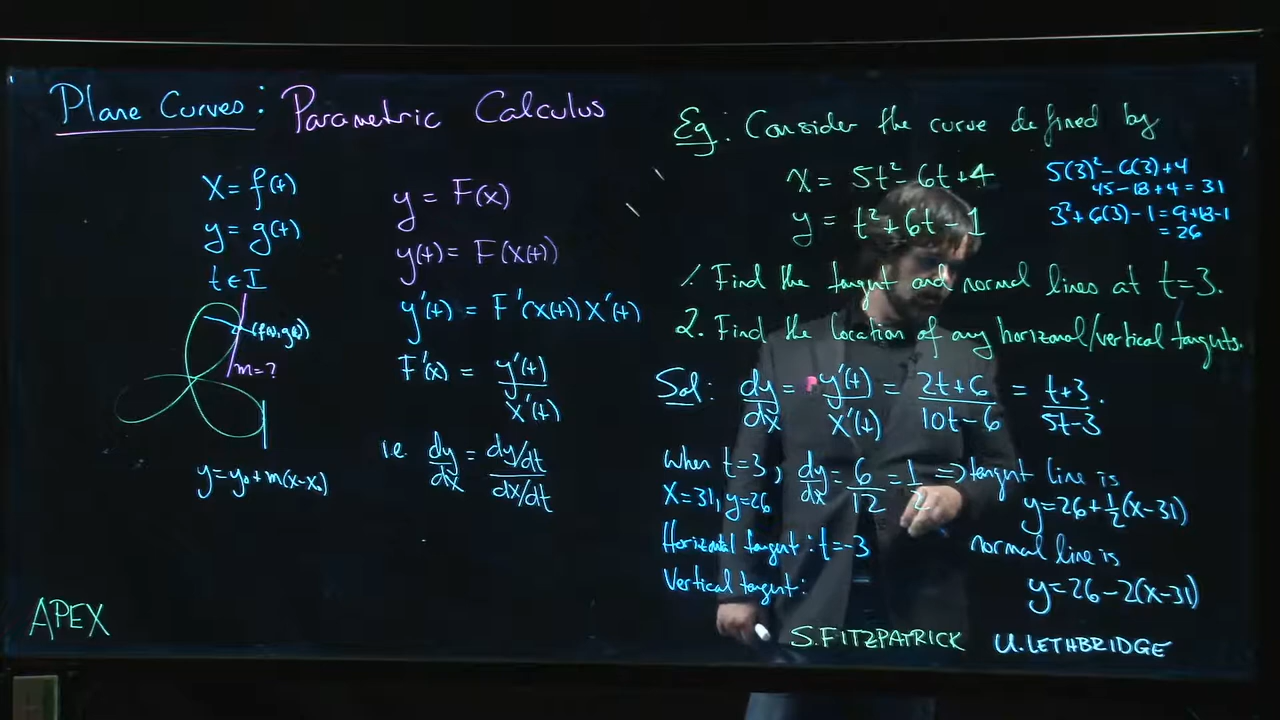 Plane Curves: Parametric Calculus
X = f(t)
y = g(t)
t ∈ I
(f(t), g(t))
m = ?
y = y₀ + m(x - x₀)
APEX
y = F(x)
y(t) = F(x(t))
y'(t) = F'(x(t)) x'(t)
F'(x) = y'(t)/x'(t)
i.e. dy/dx = (dy/dt)/(dx/dt)
Eg: Consider the curve defined by
x = 5t² - 6t + 4
y = t² + 6t - 1
5(3)² - 6(3) + 4
45 - 18 + 4 = 31
3² + 6(3) - 1 = 9 + 18 - 1
= 26
1. Find the tangent and normal lines at t = 3.
2. Find the location of any horizonal/vertical tangents.
Sol: dy/dx = y'(t)/x'(t) = (2t + 6)/(10t - 6) = (t + 3)/(5t - 3).
When t = 3, dy/dx = 6/12 = 1/2 ⟹ tangent line is
X = 31, y = 26
y = 26 + 1/2(x - 31)
normal line is
y = 26 - 2(x - 31)
Horizontal tangent: t = -3
Vertical tangent:
S. FITZPATRICK U. LETHBRIDGE